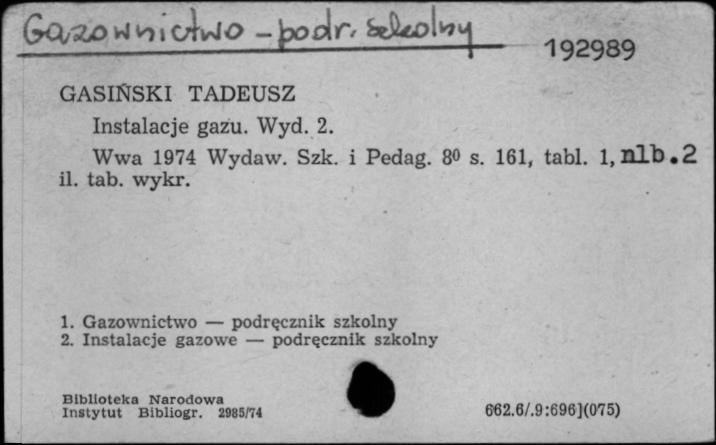 Gazownictwo – podr. szkolny
192989
GASIŃSKI TADEUSZ
Instalacje gazu. Wyd. 2.
Wwa 1974 Wydaw. Szk. i Pedag. 8⁰ s. 161, tabl. 1, nlb.2
il. tab. wykr.
1. Gazownictwo — podręcznik szkolny
2. Instalacje gazowe — podręcznik szkolny
Biblioteka Narodowa
Instytut Bibliogr. 2985/74
662.6/.9:696](075)